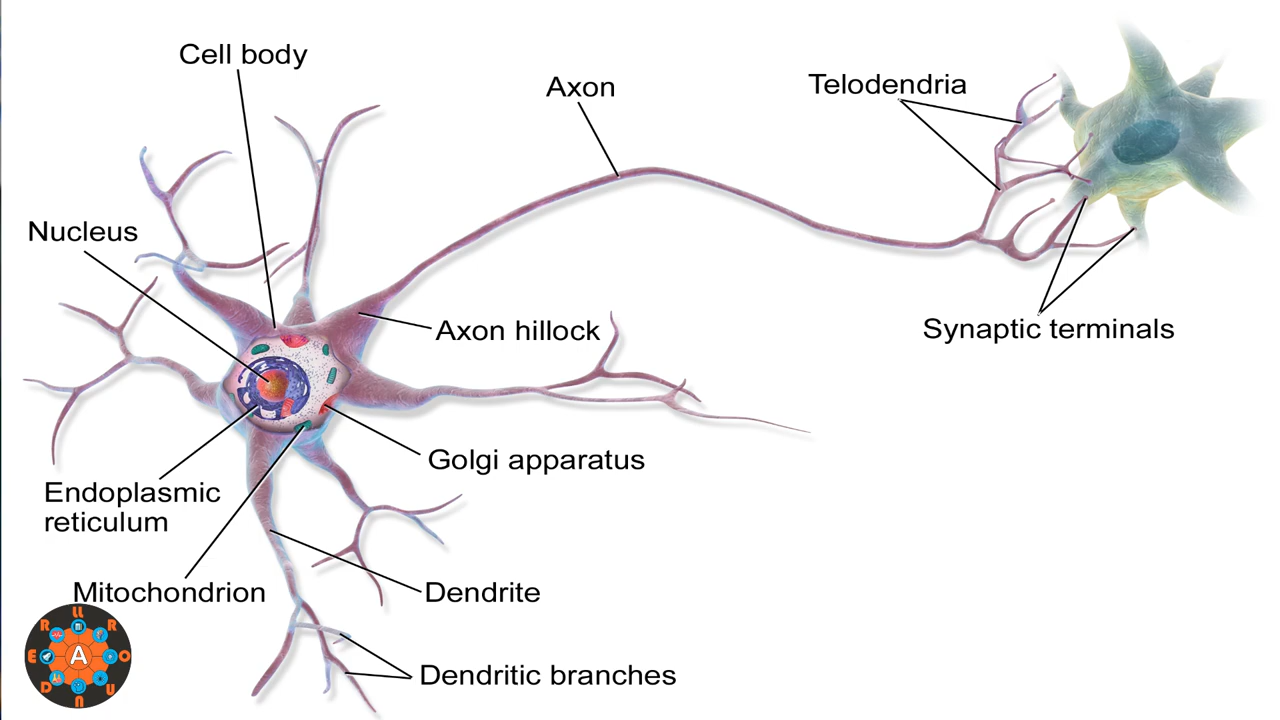 Cell body
Axon
Telodendria
Nucleus
Axon hillock
Synaptic terminals
Golgi apparatus
Endoplasmic
reticulum
Mitochondrion
Dendrite
Dendritic branches
A